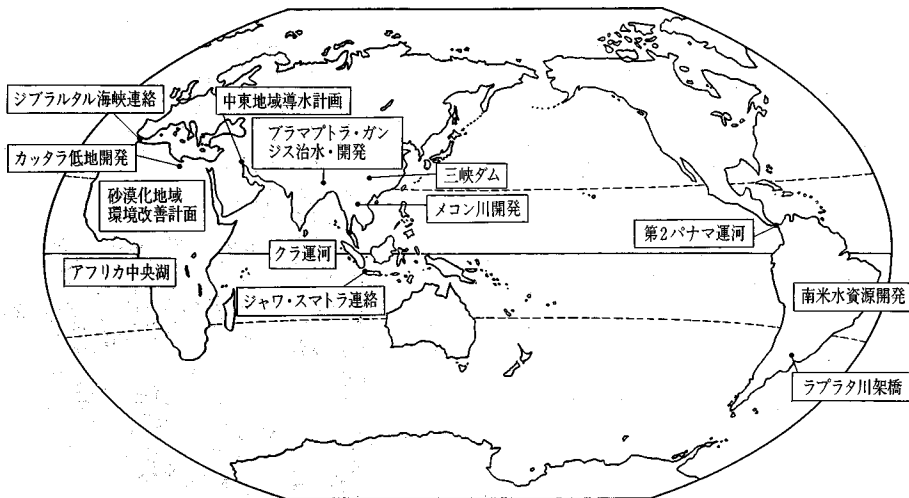 ジブラルタル海峡連絡
中東地域導水計画
ブラマプトラ・ガン
ジス治水・開発
カッタラ低地開発
三峡ダム
砂漠化地域
環境改善計画
メコン川開発
第2パナマ運河
クラ運河
アフリカ中央湖
ジャワ・スマトラ連絡
南米水資源開発
ラプラタ川架橋